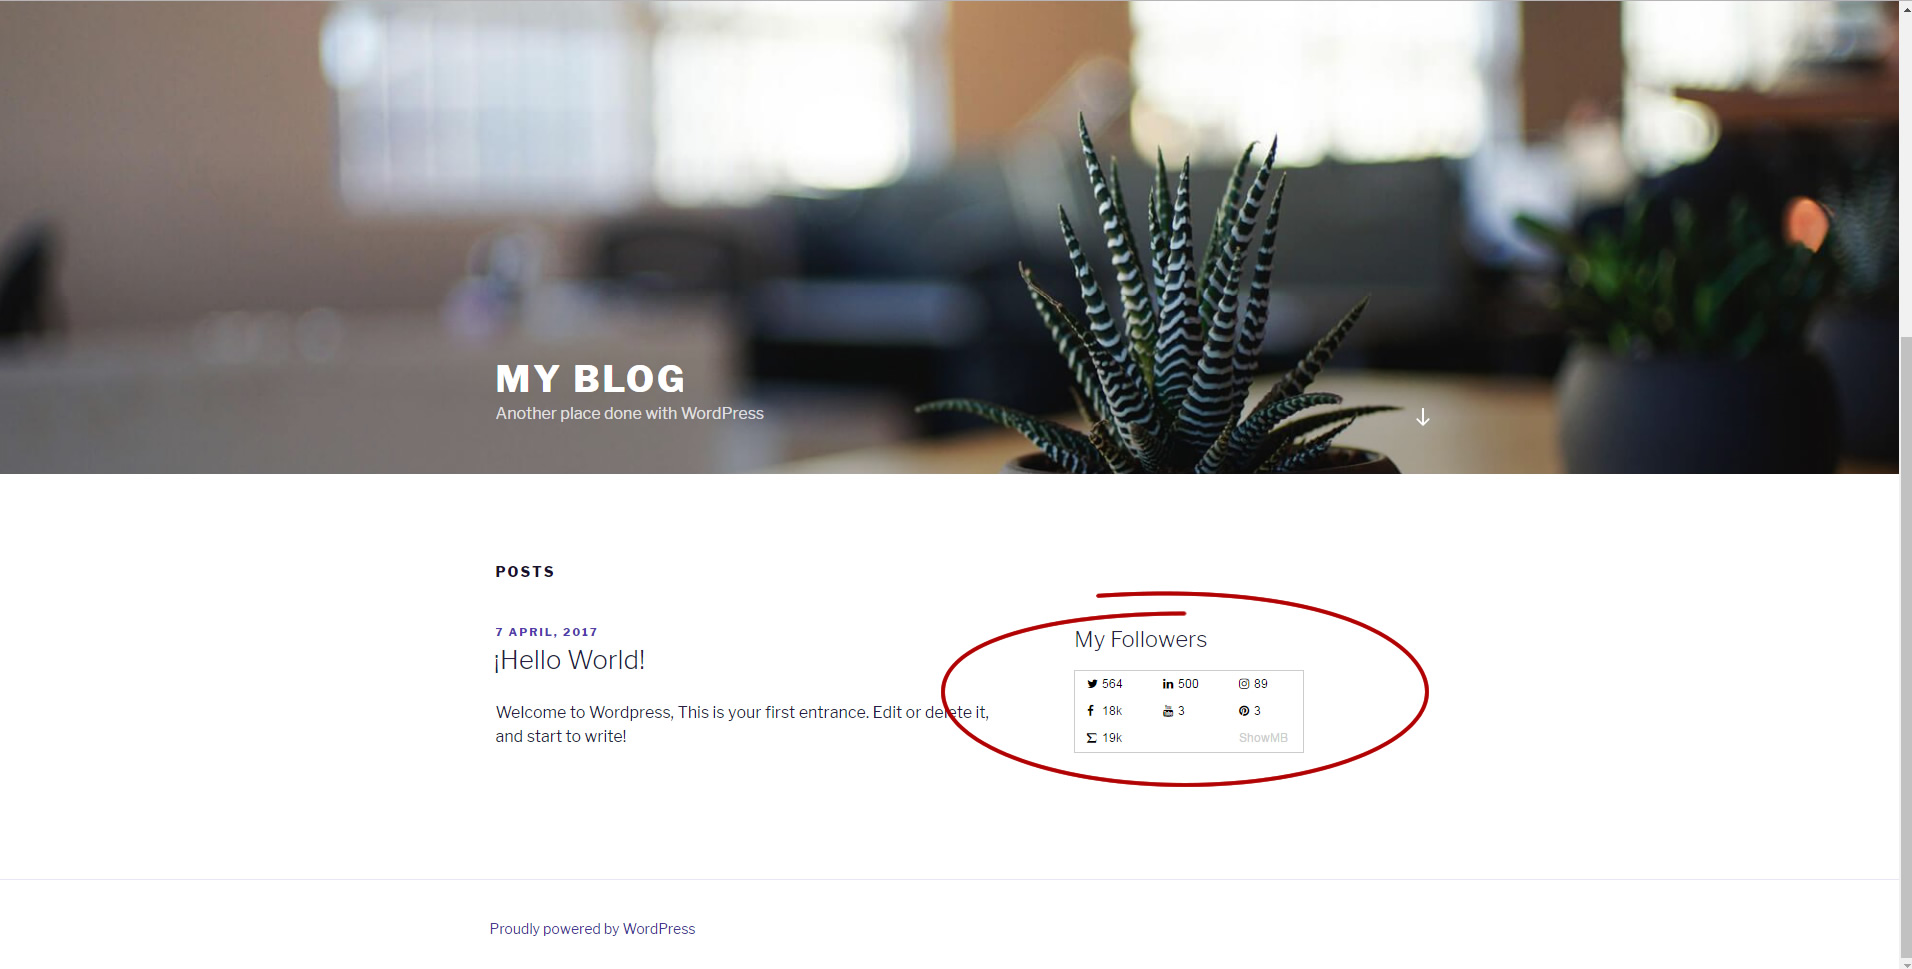 MY BLOG
Another place done with WordPress
POSTS
7 APRIL, 2017
¡Hello World!
Welcome to Wordpress, This is your first entrance. Edit or delete it,
and start to write!
My Followers
564 500 89
18k 3 3
19k ShowMB
Proudly powered by WordPress